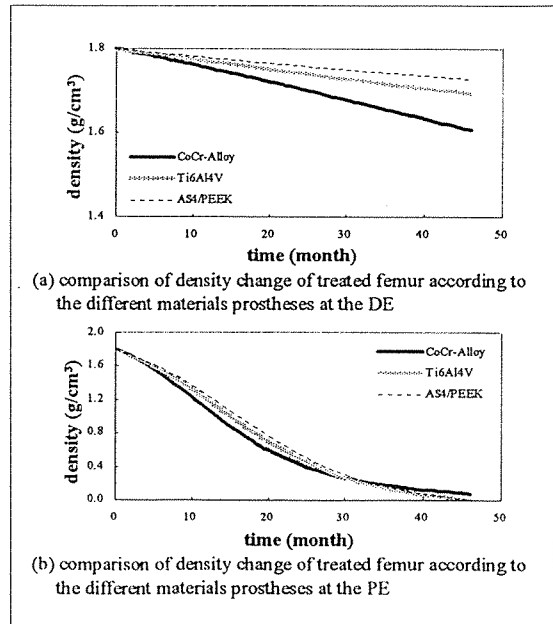 1.8
1.6
1.4
density (g/cm³)
CoCr-Alloy
Ti6Al4V
AS4/PEEK
0 10 20 30 40 50
time (month)
(a) comparison of density change of treated femur according to
the different materials prostheses at the DE
2.0
1.6
1.2
0.8
0.4
0.0
density (g/cm³)
CoCr-Alloy
Ti6Al4V
AS4/PEEK
0 10 20 30 40 50
time (month)
(b) comparison of density change of treated femur according to
the different materials prostheses at the PE